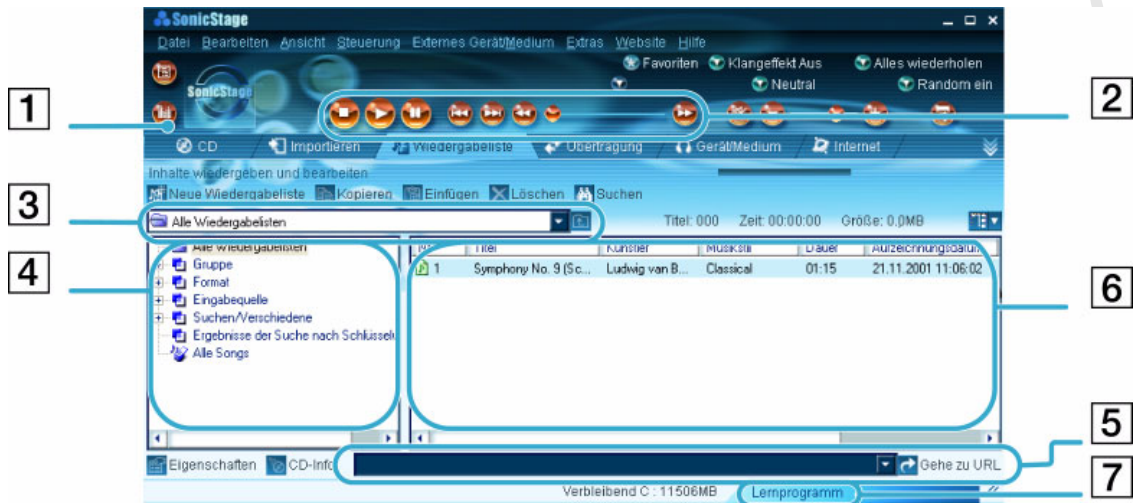 SonicStage
Datei Bearbeiten Ansicht Steuerung Externes Gerät/Medium Extras Website Hilfe
Favoriten Klangeffekt Aus Alles wiederholen
SonicStage
Neutral Random ein
1
2
CD Importieren Wiedergabeliste Übertragung Gerät/Medium Internet
Inhalte wiedergeben und bearbeiten
Neue Wiedergabeliste Kopieren Einfügen Löschen Suchen
3
Alle Wiedergabelisten Titel: 000 Zeit: 00:00:00 Größe: 0,0MB
Alle Wiedergabelisten Titel Künstler Musikstil Dauer Aufzeichnungsdatum
4
Gruppe 1 Symphony No. 9 (Sc... Ludwig van B... Classical 01:15 21.11.2001 11:06:02
Format
6
Eingabequelle
Suchen/Verschiedene
Ergebnisse der Suche nach
Alle Songs
5
Eigenschaften CD-Info Gehe zu URL
7
Verbleibend C : 11506MB Lernprogramm